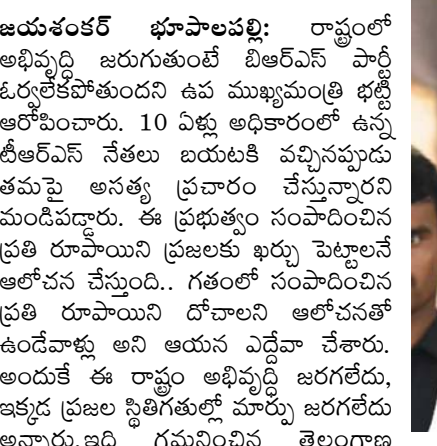 జయశంకర్ భూపాలపల్లి: రాష్ట్రంలో
అభివృద్ధి జరుగుతుంటే బిఆర్ఎస్ పార్టీ
ఓర్వలేకపోతుందని ఉప ముఖ్యమంత్రి భట్టి
ఆరోపించారు. 10 ఏళ్లు అధికారంలో ఉన్న
టీఆర్ఎస్ నేతలు బయటకి వచ్చినప్పుడు
తమపై అసత్య ప్రచారం చేస్తున్నారని
మండిపడ్డారు. ఈ ప్రభుత్వం సంపాదించిన
ప్రతి రూపాయిని ప్రజలకు ఖర్చు పెట్టాలనే
ఆలోచన చేస్తుంది.. గతంలో సంపాదించిన
ప్రతి రూపాయిని దోచాలని ఆలోచనతో
ఉండేవాళ్లు అని ఆయన ఎద్దేవా చేశారు.
అందుకే ఈ రాష్ట్రం అభివృద్ధి జరగలేదు,
ఇక్కడ ప్రజల స్థితిగతుల్లో మార్పు జరగలేదు
అన్నారు.ఇది గమనించిన తెలంగాణ